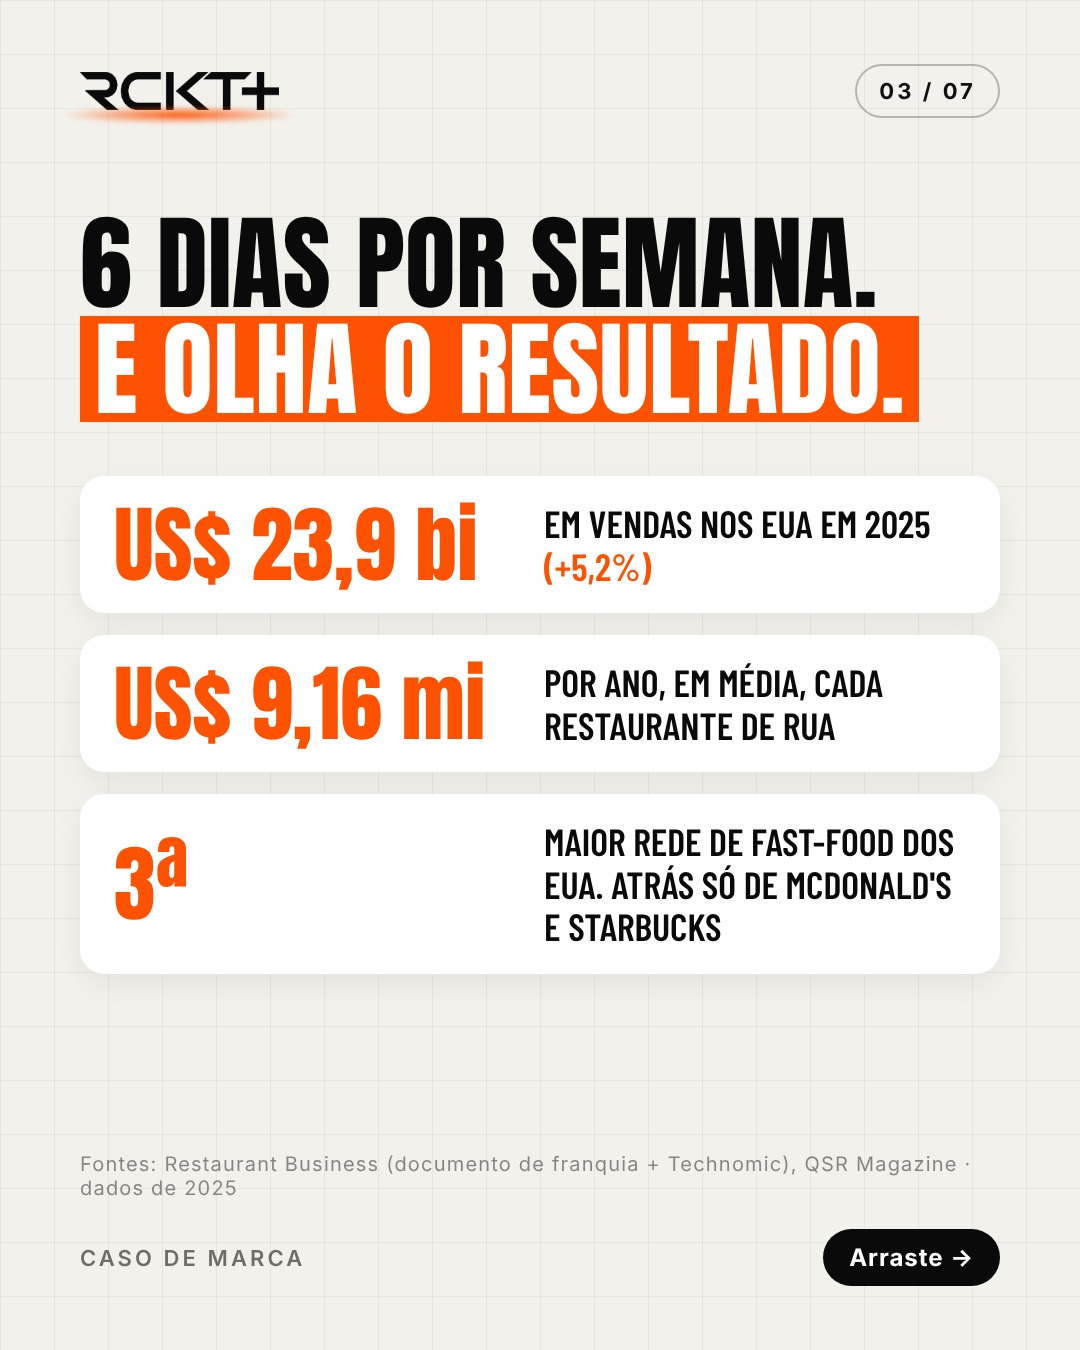 RCKT+
03 / 07
6 DIAS POR SEMANA.
E OLHA O RESULTADO.
US$ 23,9 bi
EM VENDAS NOS EUA EM 2025
(+5,2%)
US$ 9,16 mi
POR ANO, EM MÉDIA, CADA
RESTAURANTE DE RUA
3ª
MAIOR REDE DE FAST-FOOD DOS
EUA. ATRÁS SÓ DE MCDONALD'S
E STARBUCKS
Fontes: Restaurant Business (documento de franquia + Technomic), QSR Magazine ·
dados de 2025
CASO DE MARCA
Arraste →